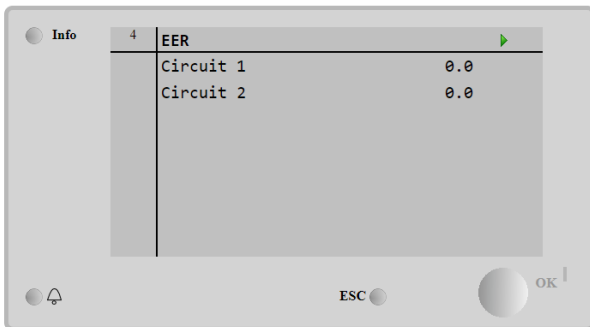 Info
4 EER
Circuit 1 0.0
Circuit 2 0.0
ESC
OK